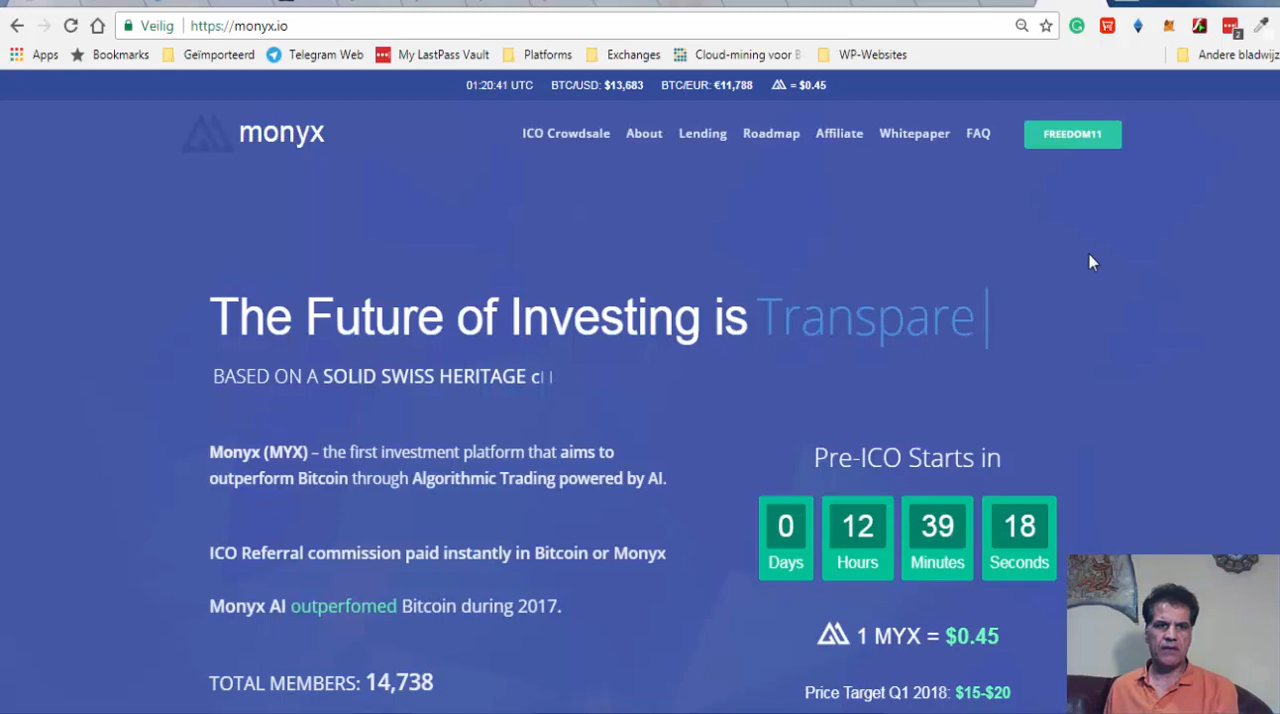 Veilig
https://monyx.io
2
Apps
Bookmarks
Geïmporteerd
Telegram Web
My LastPass Vault
Platforms
Exchanges
Cloud-mining voor B
WP-Websites
Andere bladwijz
01:20:41 UTC BTC/USD: $13,683 BTC/EUR: €11,788 = $0.45
monyx
ICO Crowdsale About Lending Roadmap Affiliate Whitepaper FAQ FREEDOM11
The Future of Investing is Transpare
BASED ON A SOLID SWISS HERITAGE
Monyx (MYX) – the first investment platform that aims to
outperform Bitcoin through Algorithmic Trading powered by AI.
ICO Referral commission paid instantly in Bitcoin or Monyx
Monyx AI outperfomed Bitcoin during 2017.
TOTAL MEMBERS: 14,738
Pre-ICO Starts in
0 12 39 18
Days Hours Minutes Seconds
1 MYX = $0.45
Price Target Q1 2018: $15-$20